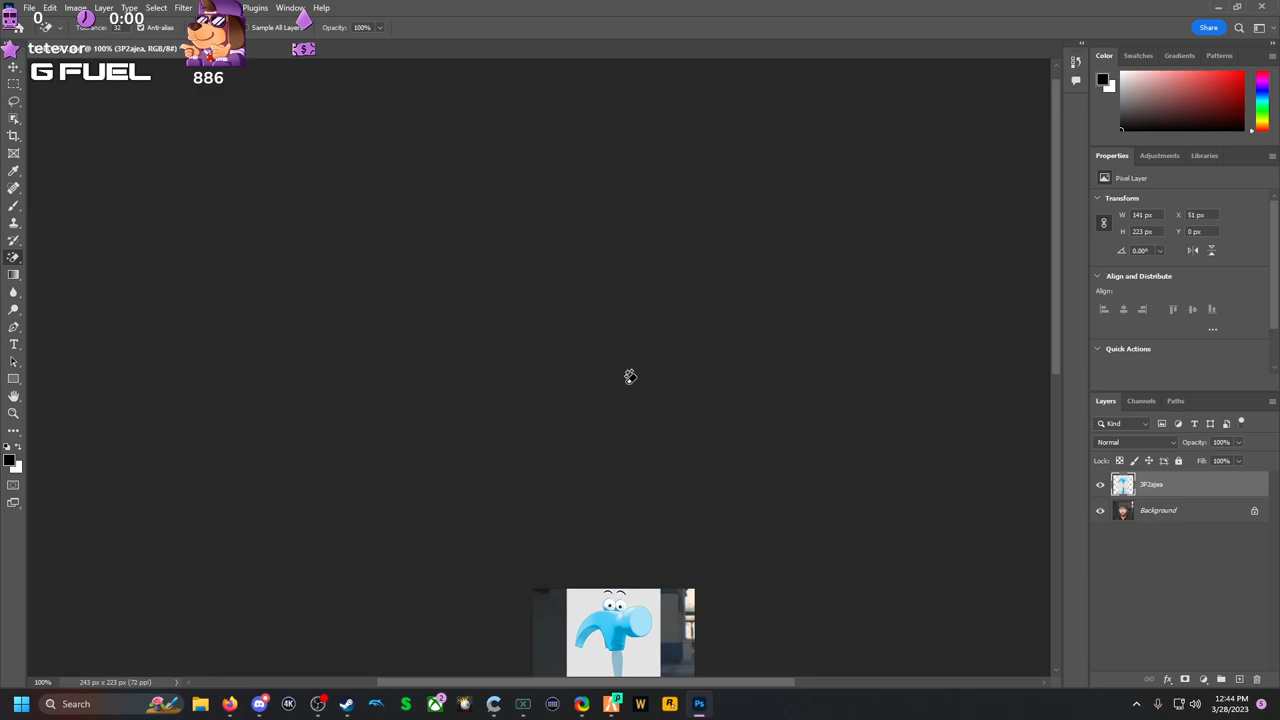 File Edit Image Layer Type Select Filter Plugins Window Help
0 0:00
Tolerance: 32 Anti-alias Sample All Layers Opacity: 100%
Share
tetevor @ 100% (3P2ajea, RGB/8#)
G FUEL
886
Color Swatches Gradients Patterns
Properties Adjustments Libraries
Pixel Layer
Transform
W 141 px X 51 px
H 223 px Y 0 px
0.00°
Align and Distribute
Align:
Quick Actions
Layers Channels Paths
Kind
Normal Opacity: 100%
Lock: Fill: 100%
3P2ajea
Background
100% 243 px x 223 px (72 ppi)
Search
12:44 PM
3/28/2023